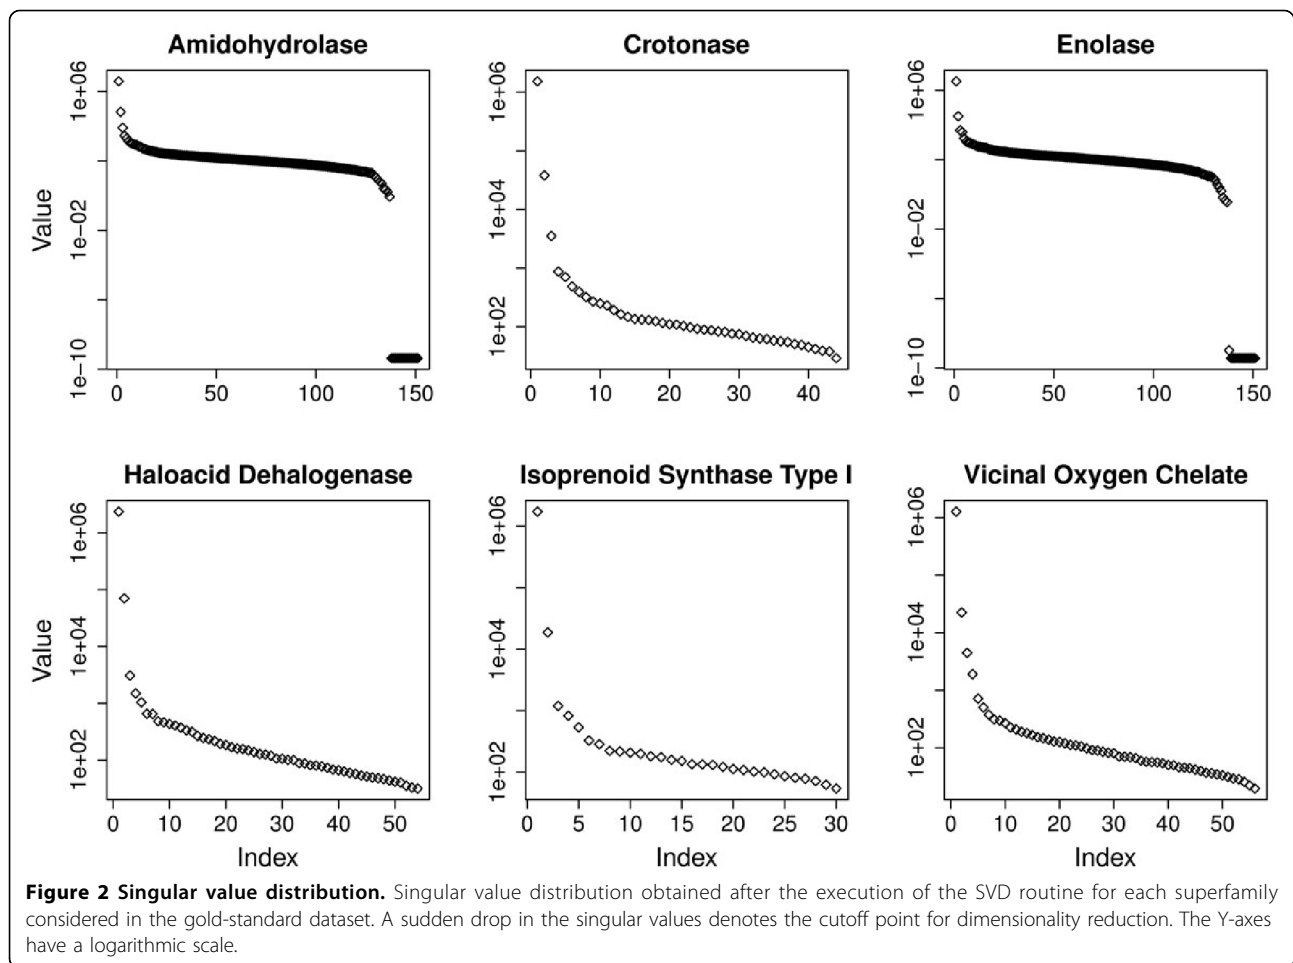 Amidohydrolase
Crotonase
Enolase
Value
1e+06
1e-02
1e-10
0 50 100 150
1e+06
1e+04
1e+02
0 10 20 30 40
1e+06
1e-02
1e-10
0 50 100 150
Haloacid Dehalogenase
Isoprenoid Synthase Type I
Vicinal Oxygen Chelate
Value
1e+06
1e+04
1e+02
0 10 20 30 40 50
Index
1e+06
1e+04
1e+02
0 5 10 15 20 25 30
Index
1e+06
1e+04
1e+02
0 10 20 30 40 50
Index
Figure 2 Singular value distribution. Singular value distribution obtained after the execution of the SVD routine for each superfamily
considered in the gold-standard dataset. A sudden drop in the singular values denotes the cutoff point for dimensionality reduction. The Y-axes
have a logarithmic scale.